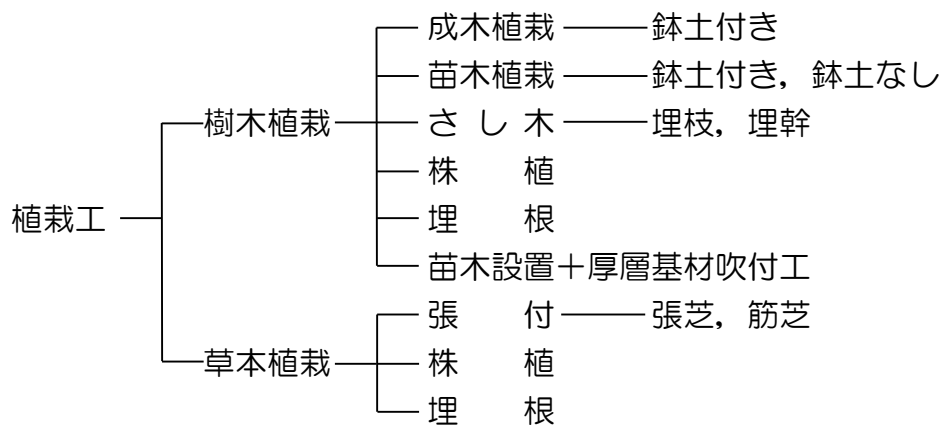 成木植栽 鉢土付き
苗木植栽 鉢土付き，鉢土なし
樹木植栽 さし木 埋枝，埋幹
株植
植栽工 埋根
苗木設置＋厚層基材吹付工
張付 張芝，筋芝
草本植栽 株植
埋根